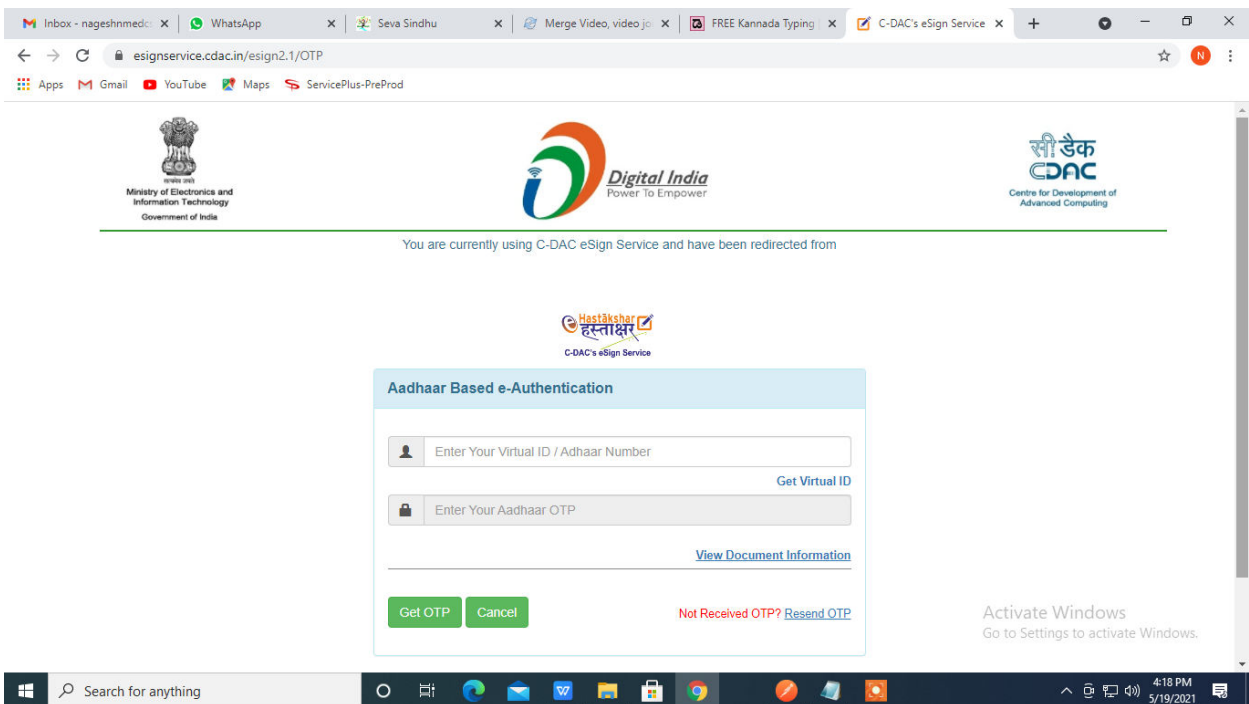 Inbox - nageshnmedc
WhatsApp
Seva Sindhu
Merge Video, video jo
FREE Kannada Typing
C-DAC's eSign Service
esignservice.cdac.in/esign2.1/OTP
N
Apps
Gmail
YouTube
Maps
ServicePlus-PreProd
सत्यमेव जयते
Ministry of Electronics and
Information Technology
Government of India
Digital India
Power To Empower
सी डैक
CDAC
Centre for Development of
Advanced Computing
You are currently using C-DAC eSign Service and have been redirected from
e Hastākshar
हस्ताक्षर
C-DAC's eSign Service
Aadhaar Based e-Authentication
Enter Your Virtual ID / Adhaar Number
Get Virtual ID
Enter Your Aadhaar OTP
View Document Information
Get OTP
Cancel
Not Received OTP? Resend OTP
Activate Windows
Go to Settings to activate Windows.
Search for anything
W
4:18 PM
5/19/2021